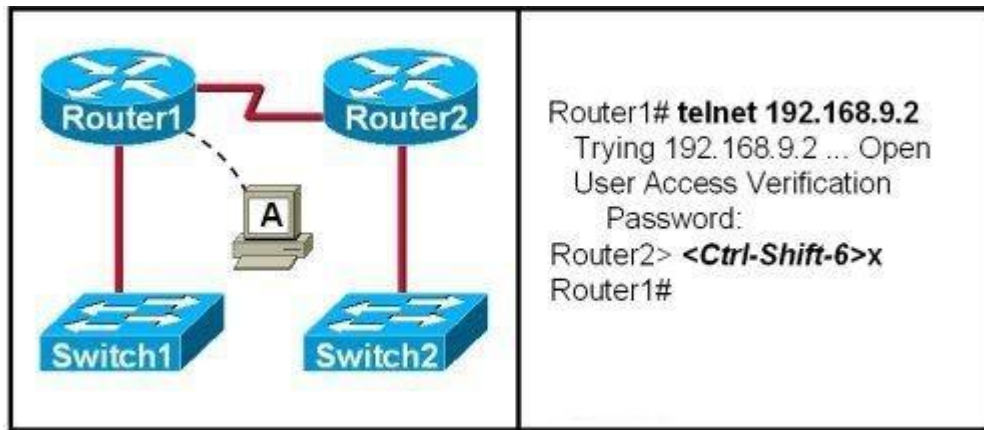 Router1
Router2
A
Switch1
Switch2
Router1# telnet 192.168.9.2
Trying 192.168.9.2 ... Open
User Access Verification
Password:
Router2> <Ctrl-Shift-6>x
Router1#